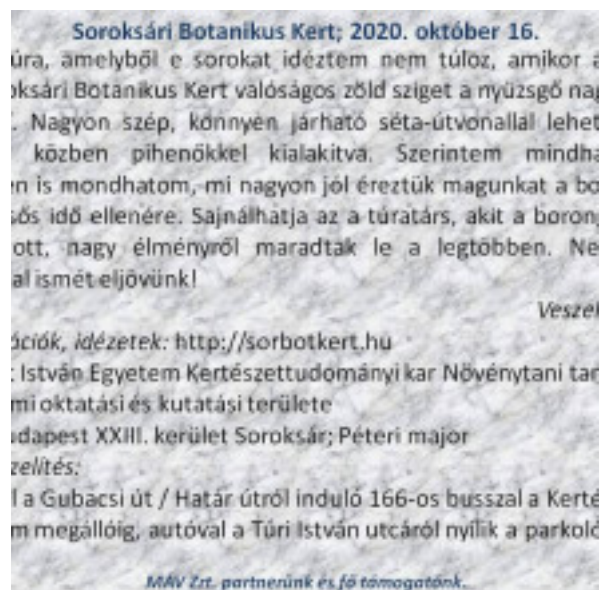 Soroksári Botanikus Kert; 2020. október 16.
úra, amelyből e sorokat idéztem nem túloz, amikor a
oksári Botanikus Kert valóságos zöld sziget a nyüzsgő nag
. Nagyon szép, könnyen járható séta-útvonallal lehet
közben pihenőkkel kialakítva. Szerintem mindha
en is mondhatom, mi nagyon jól éreztük magunkat a bo
sős idő ellenére. Sajnálhatja az a túratárs, akit a boron
ott, nagy élményről maradtak le a legtöbben. Ne
al ismét eljövünk!
Veszel
ációk, idézetek: http://sorbotkert.hu
t István Egyetem Kertészettudományi kar Növénytani tan
mi oktatási és kutatási területe
udapest XXIII. kerület Soroksár; Péteri major
zelítés:
l a Gubacsi út / Határ útról induló 166-os busszal a Kerté
m megállóig, autóval a Túri István utcáról nyílik a parkoló
MÁV Zrt. partnerünk és fő támogatónk.